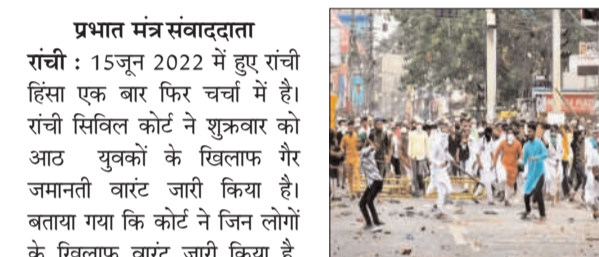 प्रभात मंत्र संवाददाता
रांची : 15जून 2022 में हुए रांची
हिंसा एक बार फिर चर्चा में है।
रांची सिविल कोर्ट ने शुक्रवार को
आठ युवकों के खिलाफ गैर
जमानती वारंट जारी किया है।
बताया गया कि कोर्ट ने जिन लोगों
के खिलाफ वारंट जारी किया है